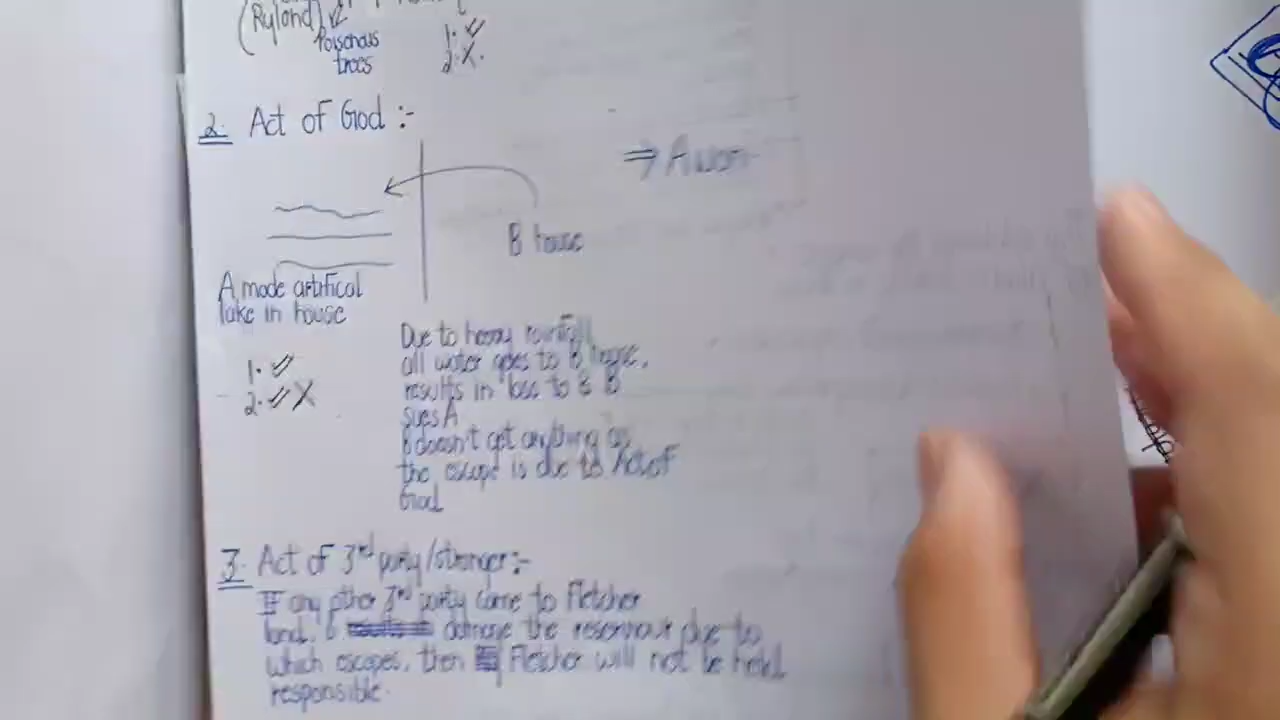 (Rylond)
Poisonous
trees
1.
2. X.
2. Act of God :-
⇒ A won
B house
A made artifical
lake in house
1.
2. X
Due to heavy rainfall
all water goes to B house,
results in loss to B
sues A
B doesn't get anything as
the escape is due to Act of
God
3. Act of 3rd party/stranger:-
If any other 3rd party came to Fletcher
land, & damage the reservour due to
which escapes, then Fletcher will not be held
responsible.